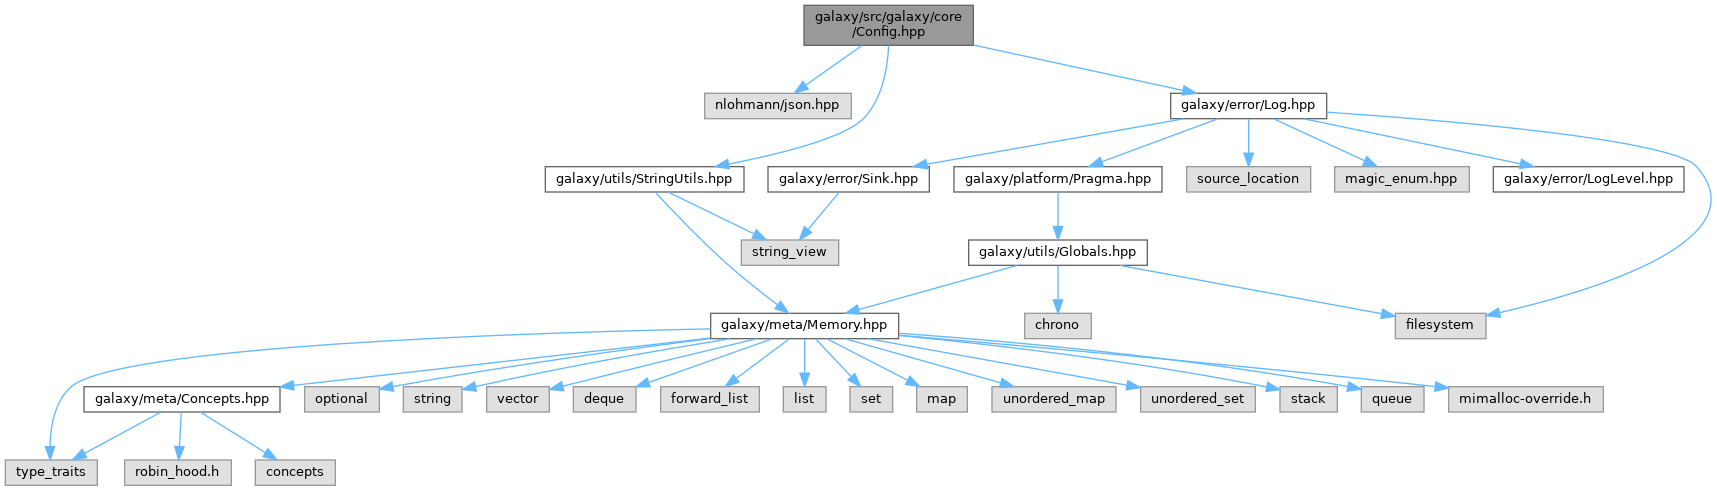 galaxy/src/galaxy/core
/Config.hpp
nlohmann/json.hpp
galaxy/error/Log.hpp
galaxy/utils/StringUtils.hpp
galaxy/error/Sink.hpp
galaxy/platform/Pragma.hpp
source_location
magic_enum.hpp
galaxy/error/LogLevel.hpp
string_view
galaxy/utils/Globals.hpp
galaxy/meta/Memory.hpp
chrono
filesystem
galaxy/meta/Concepts.hpp
optional
string
vector
deque
forward_list
list
set
map
unordered_map
unordered_set
stack
queue
mimalloc-override.h
type_traits
robin_hood.h
concepts